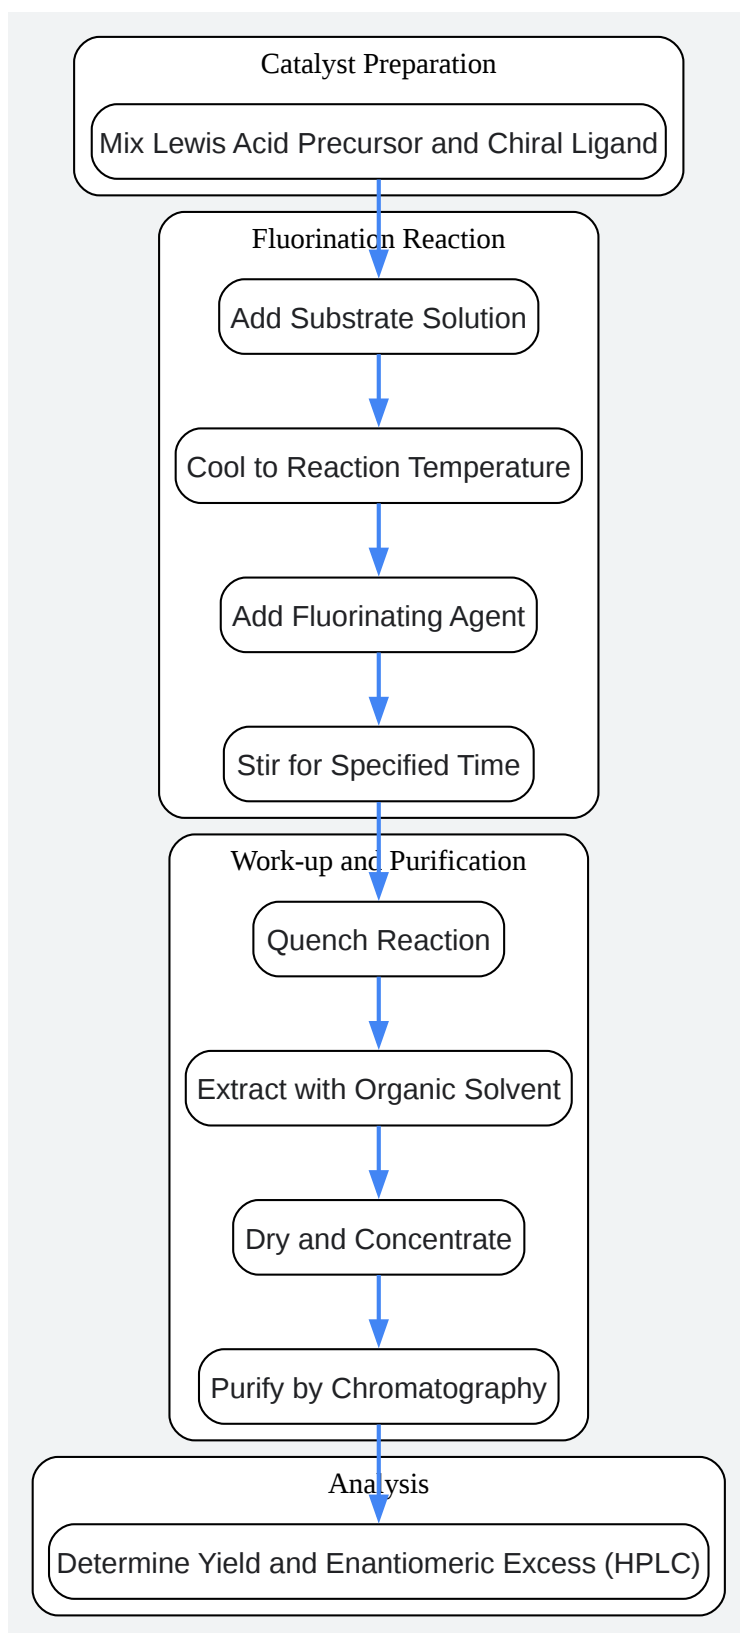 Catalyst Preparation
Mix Lewis Acid Precursor and Chiral Ligand
Fluorination Reaction
Add Substrate Solution
Cool to Reaction Temperature
Add Fluorinating Agent
Stir for Specified Time
Work-up and Purification
Quench Reaction
Extract with Organic Solvent
Dry and Concentrate
Purify by Chromatography
Analysis
Determine Yield and Enantiomeric Excess (HPLC)